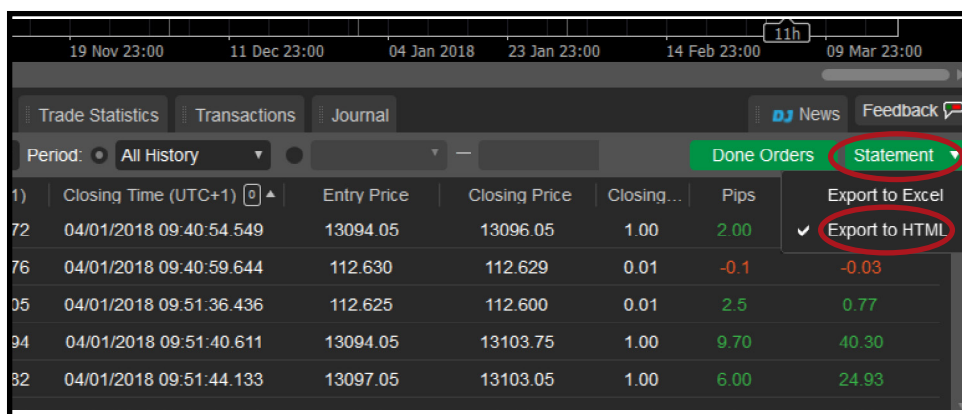 11h
19 Nov 23:00 11 Dec 23:00 04 Jan 2018 23 Jan 23:00 14 Feb 23:00 09 Mar 23:00
Trade Statistics Transactions Journal DJ News Feedback
Period: All History — Done Orders Statement
1) Closing Time (UTC+1) 0 Entry Price Closing Price Closing... Pips Export to Excel
72 04/01/2018 09:40:54.549 13094.05 13096.05 1.00 2.00 Export to HTML
76 04/01/2018 09:40:59.644 112.630 112.629 0.01 -0.1 -0.03
05 04/01/2018 09:51:36.436 112.625 112.600 0.01 2.5 0.77
94 04/01/2018 09:51:40.611 13094.05 13103.75 1.00 9.70 40.30
82 04/01/2018 09:51:44.133 13097.05 13103.05 1.00 6.00 24.93